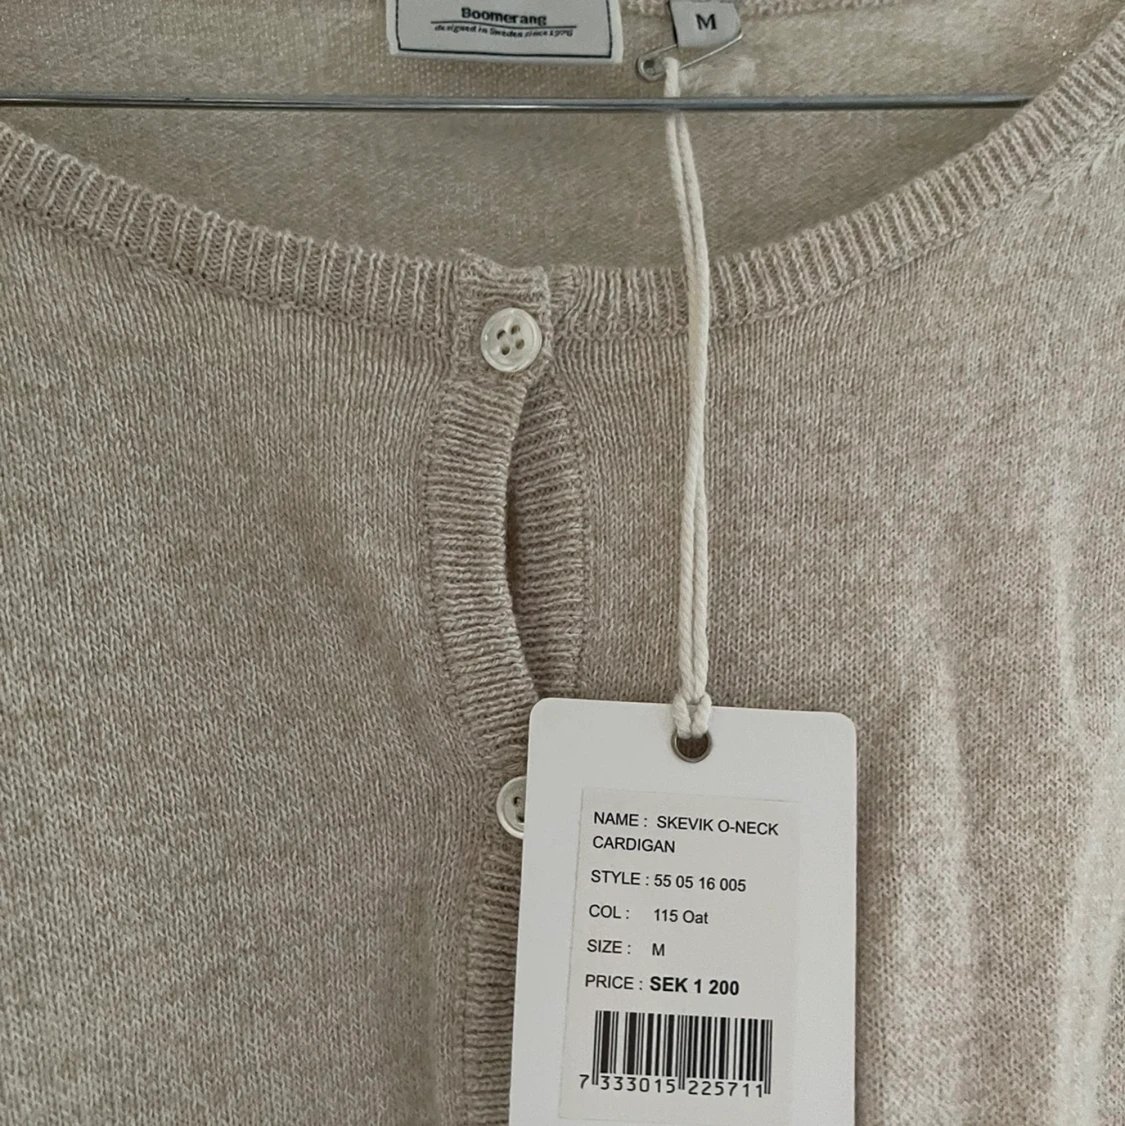 Boomerang
designed in Sweden since 1976
M
NAME : SKEVIK O-NECK
CARDIGAN
STYLE : 55 05 16 005
COL : 115 Oat
SIZE : M
PRICE : SEK 1 200
7 333015 225711